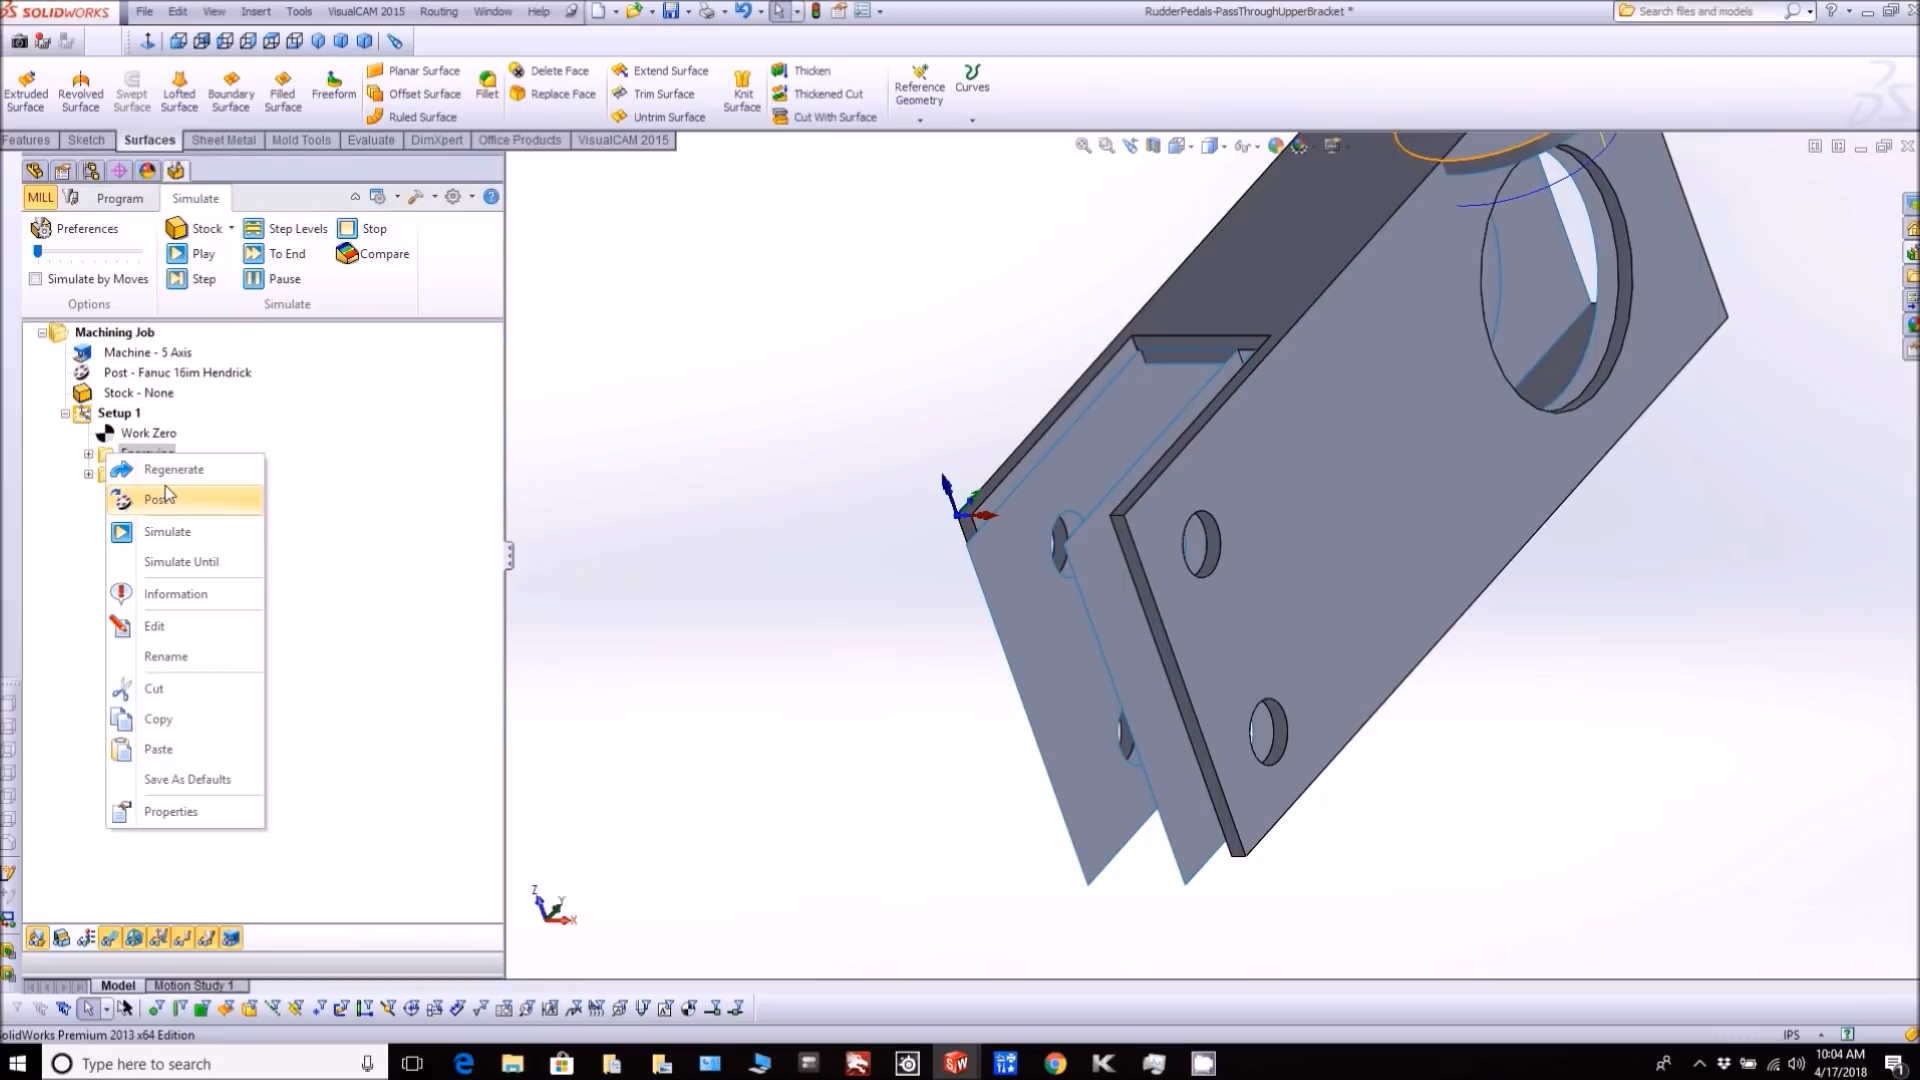 SOLIDWORKS File Edit View Insert Tools VisualCAM 2015 Routing Window Help RudderPedals-PassThroughUpperBracket * Search files and models
Extruded Surface
Revolved Surface
Swept Surface
Lofted Surface
Boundary Surface
Filled Surface
Freeform
Planar Surface
Offset Surface
Ruled Surface
Fillet
Delete Face
Replace Face
Extend Surface
Trim Surface
Untrim Surface
Knit Surface
Thicken
Thickened Cut
Cut With Surface
Reference Geometry
Curves
Features Sketch Surfaces Sheet Metal Mold Tools Evaluate DimXpert Office Products VisualCAM 2015
MILL Program Simulate
Preferences Stock Step Levels Stop
Play To End Compare
Simulate by Moves Step Pause
Options Simulate
Machining Job
Machine - 5 Axis
Post - Fanuc 16im Hendrick
Stock - None
Setup 1
Work Zero
Regenerate
Simulate
Simulate Until
Information
Edit
Rename
Cut
Copy
Paste
Save As Defaults
Properties
Z
Y
X
Model Motion Study 1
olidWorks Premium 2013 x64 Edition IPS
Type here to search
10:04 AM
4/17/2018